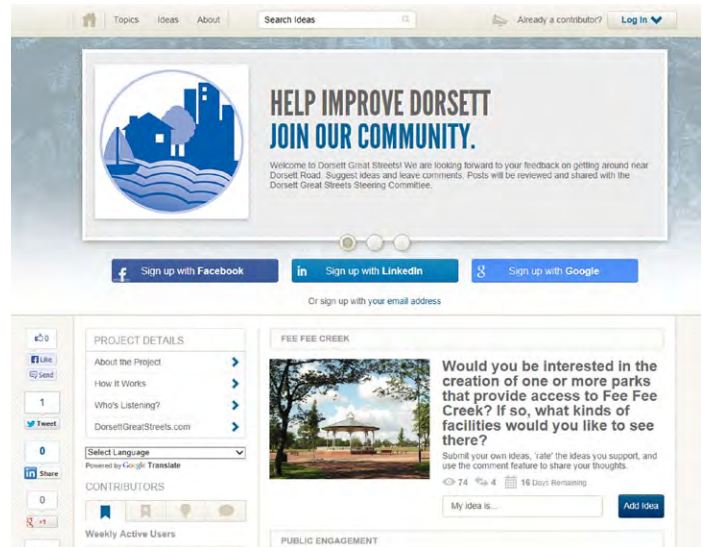 Topics Ideas About Search Ideas Already a contributor? Log In
HELP IMPROVE DORSETT
JOIN OUR COMMUNITY.
Welcome to Dorsett Great Streets! We are looking forward to your feedback on getting around near
Dorsett Road. Suggest ideas and leave comments. Posts will be reviewed and shared with the
Dorsett Great Streets Steering Committee.
f Sign up with Facebook
in Sign up with LinkedIn
g Sign up with Google
Or sign up with your email address
0
Like
Send
1
Tweet
0
in Share
0
g +1
PROJECT DETAILS
About the Project
How It Works
Who's Listening?
DorsettGreatStreets.com
Select Language
Powered by Google Translate
CONTRIBUTORS
Weekly Active Users
FEE FEE CREEK
Would you be interested in the
creation of one or more parks
that provide access to Fee Fee
Creek? If so, what kinds of
facilities would you like to see
there?
Submit your own ideas, 'rate' the ideas you support, and
use the comment feature to share your thoughts.
74 4 16 Days Remaining
My idea is... Add Idea
PUBLIC ENGAGEMENT